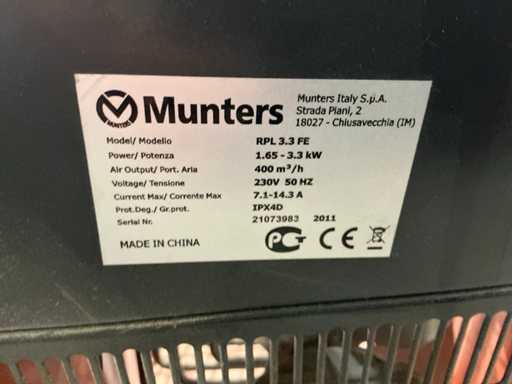 MUNTERS
Munters
Munters Italy S.p.A.
Strada Piani, 2
18027 - Chiusavecchia (IM)
Model/ Modello RPL 3.3 FE
Power/ Potenza 1.65 - 3.3 kW
Air Output/ Port. Aria 400 m³/h
Voltage/ Tensione 230V 50 HZ
Current Max/ Corrente Max 7.1-14.3 A
Prot.Deg./ Gr.prot. IPX4D
Serial Nr. 21073983 2011
MADE IN CHINA
PCT CE